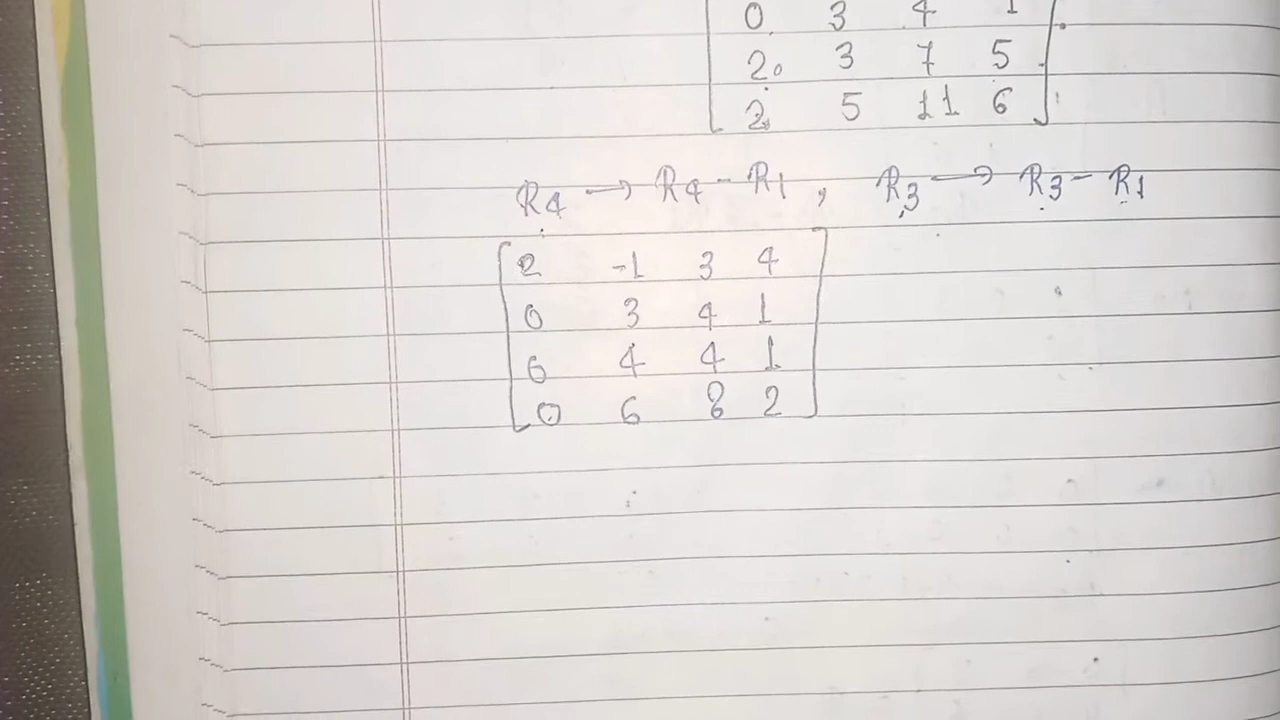 0 3 4 1
2 3 7 5
2 5 11 6
R4 → R4 - R1, R3 → R3 - R1
2 -1 3 4
0 3 4 1
0 4 4 1
0 6 8 2